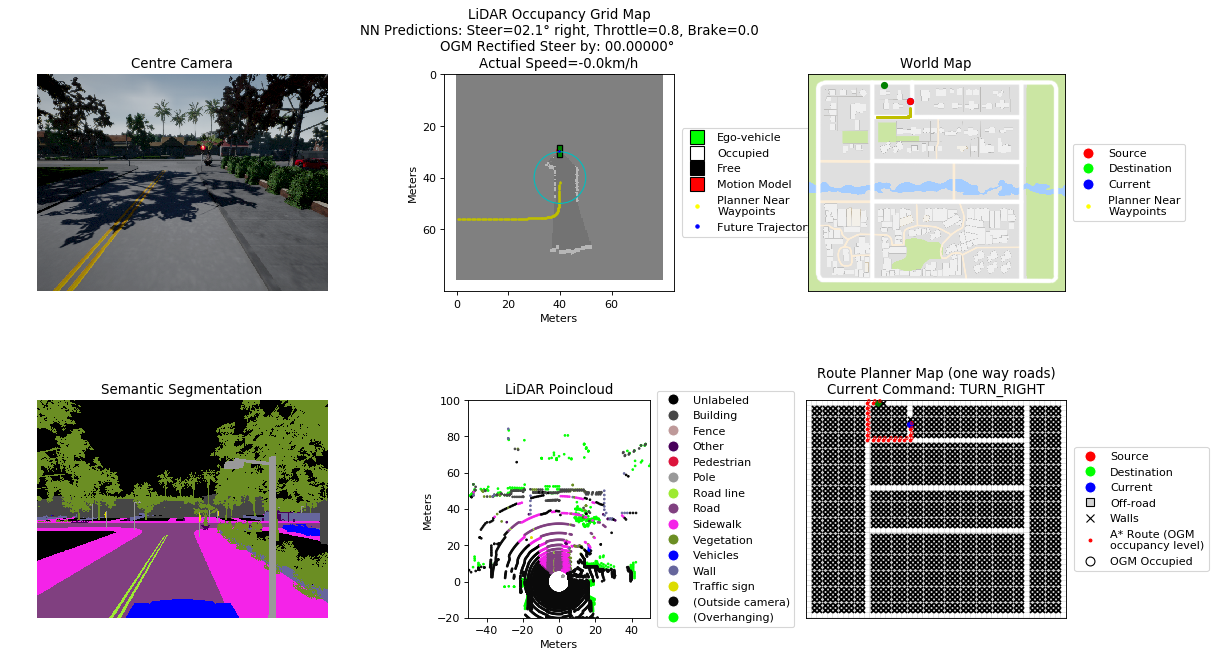 LiDAR Occupancy Grid Map
NN Predictions: Steer=02.1° right, Throttle=0.8, Brake=0.0
OGM Rectified Steer by: 00.00000°
Actual Speed=-0.0km/h
Centre Camera
World Map
0
20
40
60
Meters
0
20
40
60
Meters
Ego-vehicle
Occupied
Free
Motion Model
Planner Near
Waypoints
Future Trajector
Source
Destination
Current
Planner Near
Waypoints
Semantic Segmentation
LiDAR Poincloud
100
80
60
40
20
0
−20
Meters
−40
−20
0
20
40
Meters
Unlabeled
Building
Fence
Other
Pedestrian
Pole
Road line
Road
Sidewalk
Vegetation
Vehicles
Wall
Traffic sign
(Outside camera)
(Overhanging)
Route Planner Map (one way roads)
Current Command: TURN_RIGHT
Source
Destination
Current
Off-road
Walls
A* Route (OGM
occupancy level)
OGM Occupied